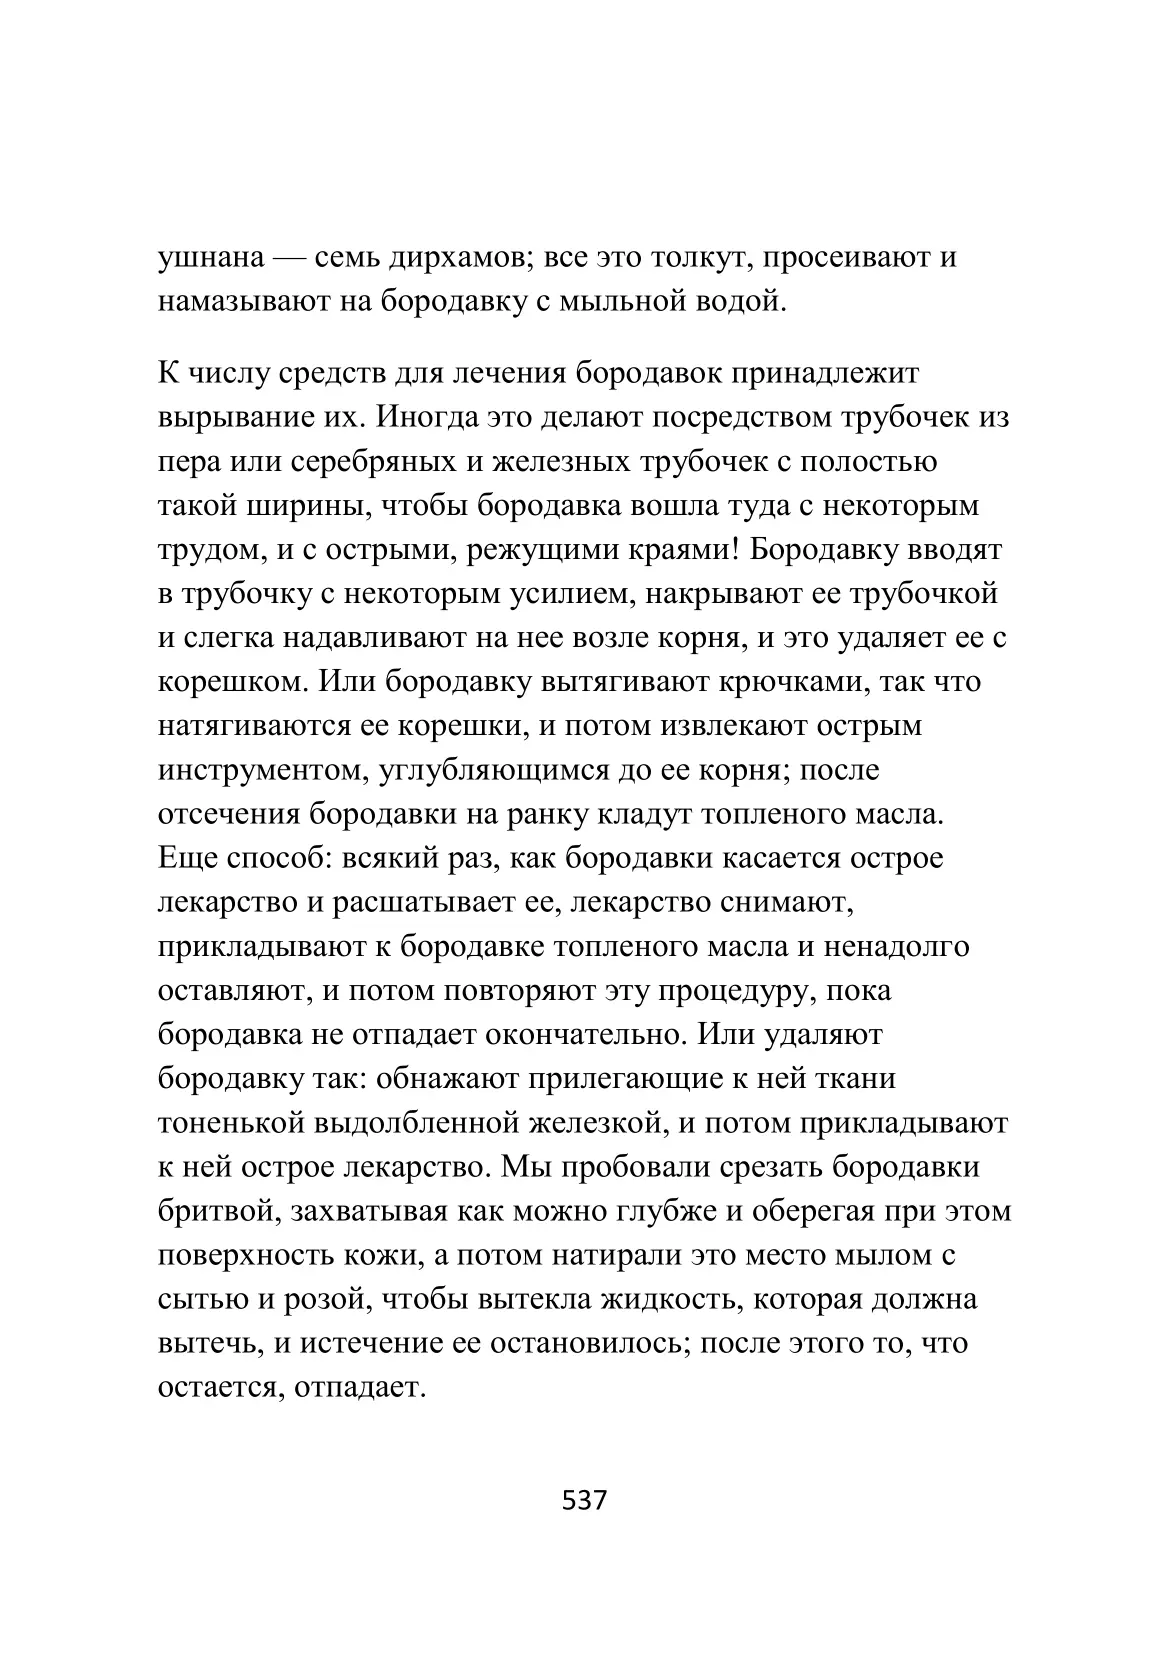 ушнана — семь дирхамов; все это толкут, просеивают и
намазывают на бородавку с мыльной водой.
К числу средств для лечения бородавок принадлежит
вырывание их. Иногда это делают посредством трубочек из
пера или серебряных и железных трубочек с полостью
такой ширины, чтобы бородавка вошла туда с некоторым
трудом, и с острыми, режущими краями! Бородавку вводят
в трубочку с некоторым усилием, накрывают ее трубочкой
и слегка надавливают на нее возле корня, и это удаляет ее с
корешком. Или бородавку вытягивают крючками, так что
натягиваются ее корешки, и потом извлекают острым
инструментом, углубляющимся до ее корня; после
отсечения бородавки на ранку кладут топленого масла.
Еще способ: всякий раз, как бородавки касается острое
лекарство и расшатывает ее, лекарство снимают,
прикладывают к бородавке топленого масла и ненадолго
оставляют, и потом повторяют эту процедуру, пока
бородавка не отпадает окончательно. Или удаляют
бородавку так: обнажают прилегающие к ней ткани
тоненькой выдолбленной железкой, и потом прикладывают
к ней острое лекарство. Мы пробовали срезать бородавки
бритвой, захватывая как можно глубже и оберегая при этом
поверхность кожи, а потом натирали это место мылом с
сытью и розой, чтобы вытекла жидкость, которая должна
вытечь, и истечение ее остановилось; после этого то, что
остается, отпадает.
537